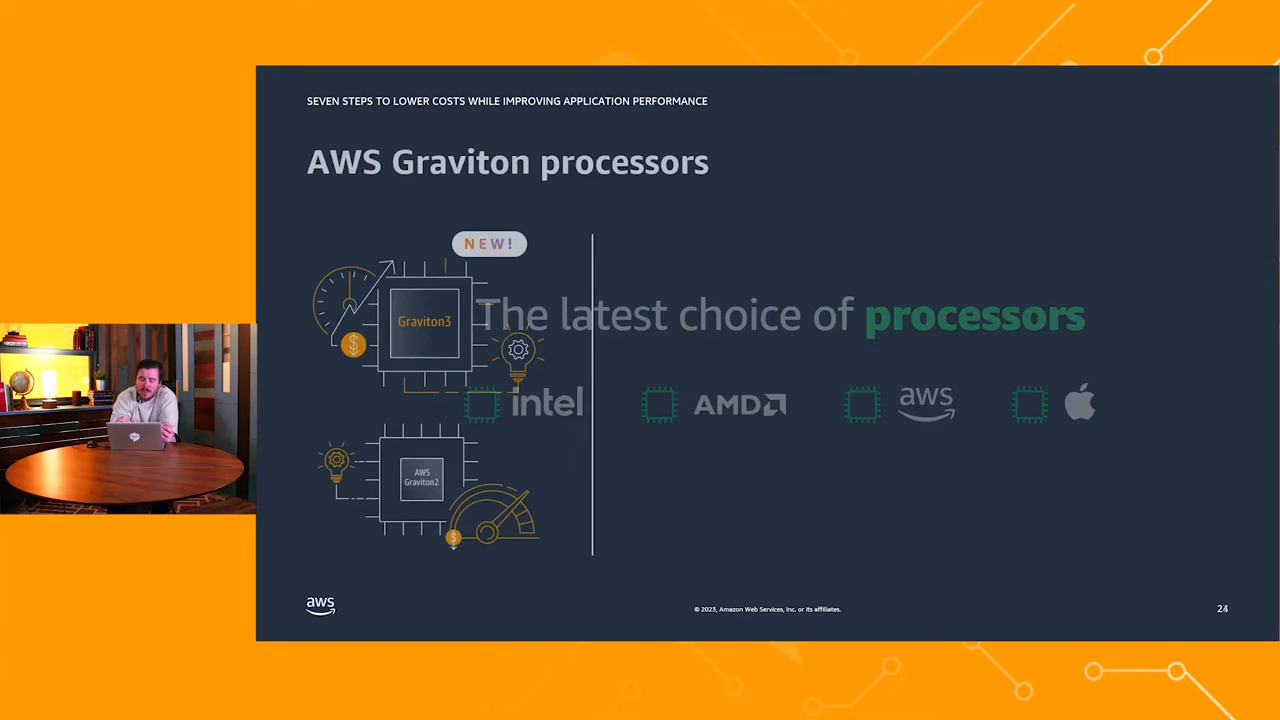 SEVEN STEPS TO LOWER COSTS WHILE IMPROVING APPLICATION PERFORMANCE
AWS Graviton processors
NEW!
Graviton3
The latest choice of processors
intel
AMD
aws
AWS
Graviton2
aws
© 2023, Amazon Web Services, Inc. or its affiliates.